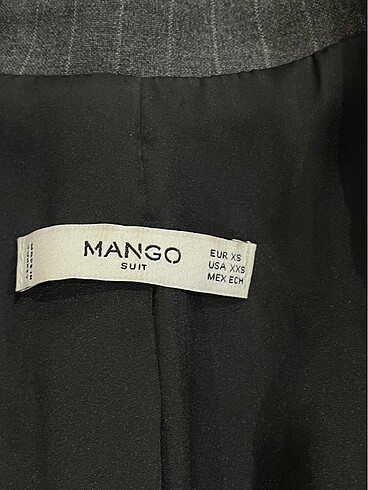 MANGO
SUIT
EUR XS
USA XXS
MEX ECH